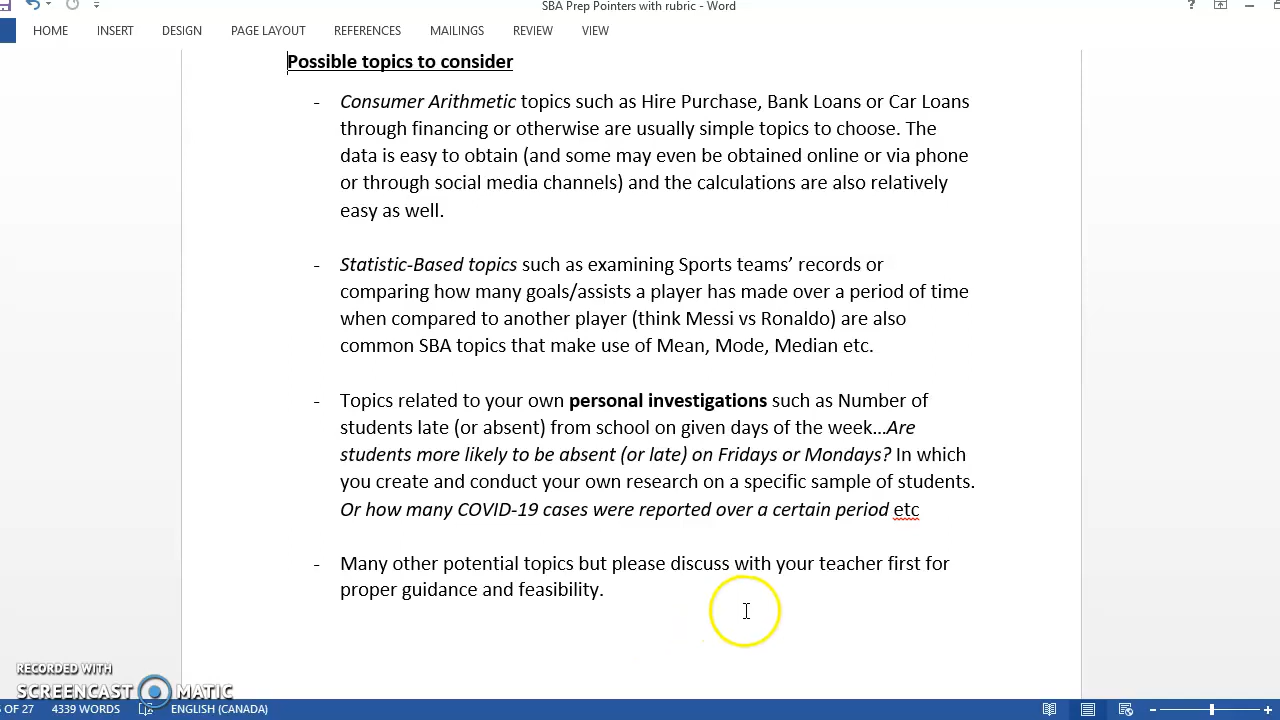 SBA Prep Pointers with rubric - Word
?
HOME INSERT DESIGN PAGE LAYOUT REFERENCES MAILINGS REVIEW VIEW
Possible topics to consider
- Consumer Arithmetic topics such as Hire Purchase, Bank Loans or Car Loans
through financing or otherwise are usually simple topics to choose. The
data is easy to obtain (and some may even be obtained online or via phone
or through social media channels) and the calculations are also relatively
easy as well.
- Statistic-Based topics such as examining Sports teams’ records or
comparing how many goals/assists a player has made over a period of time
when compared to another player (think Messi vs Ronaldo) are also
common SBA topics that make use of Mean, Mode, Median etc.
- Topics related to your own personal investigations such as Number of
students late (or absent) from school on given days of the week…Are
students more likely to be absent (or late) on Fridays or Mondays? In which
you create and conduct your own research on a specific sample of students.
Or how many COVID-19 cases were reported over a certain period etc
- Many other potential topics but please discuss with your teacher first for
proper guidance and feasibility.
RECORDED WITH
SCREENCAST MATIC
OF 27 4339 WORDS ENGLISH (CANADA)